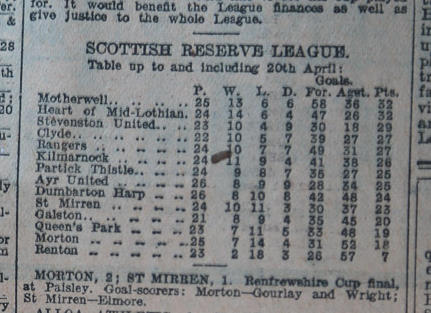 for. It would benefit the League finances as well as
give justice to the whole League.
SCOTTISH RESERVE LEAGUE.
Table up to and including 20th April:
Goals.
P. W. L. D. For. Agst. Pts.
Motherwell.. 25 13 6 6 58 36 32
Heart of Mid-Lothian. 24 14 6 4 47 26 32
Stevenston United.. 23 10 4 9 30 18 29
Clyde.. 22 10 5 7 39 27 27
Rangers 24 10 7 7 49 31 27
Kilmarnock 24 11 9 4 41 38 26
Partick Thistle.. 24 9 8 7 35 27 25
Ayr United 26 8 9 9 28 34 25
Dumbarton Harp 26 8 10 8 42 48 24
St Mirren 24 10 11 3 30 37 23
Galston.. 21 8 9 4 35 45 20
Queen's Park 23 7 11 5 33 48 19
Morton 25 7 14 4 31 52 18
Renton 23 2 18 3 26 57 7
MORTON, 2; ST MIRREN, 1. Renfrewshire Cup final,
at Paisley. Goal-scorers: Morton—Gourlay and Wright;
St Mirren—Elmore.